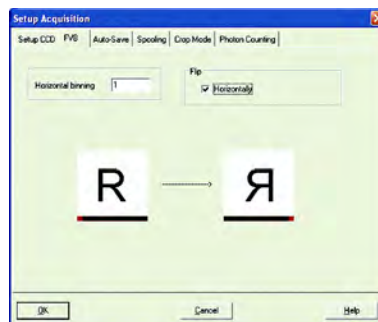 Setup Acquisition
Setup CCD FVB Auto-Save Spooling Crop Mode Photon Counting
Flip
Horizontal binning 1 Horizontally
R Я
OK Cancel Help